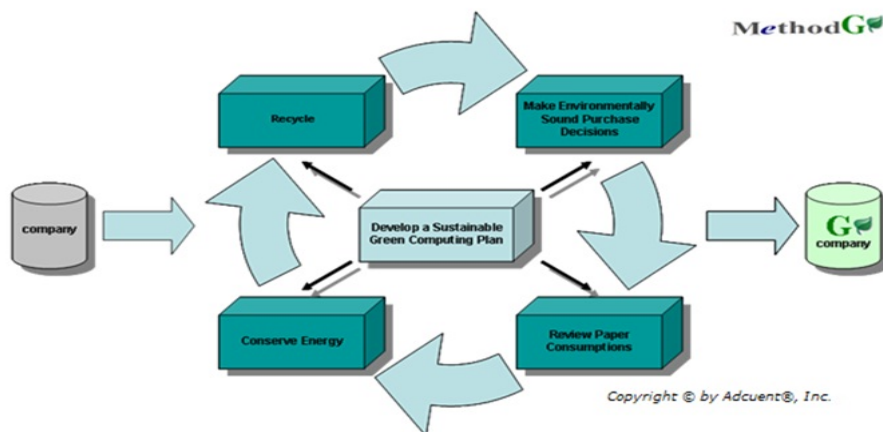 MethodG
Recycle
Make Environmentally
Sound Purchase
Decisions
company
Develop a Sustainable
Green Computing Plan
G
company
Conserve Energy
Review Paper
Consumptions
Copyright © by Adcuent®, Inc.